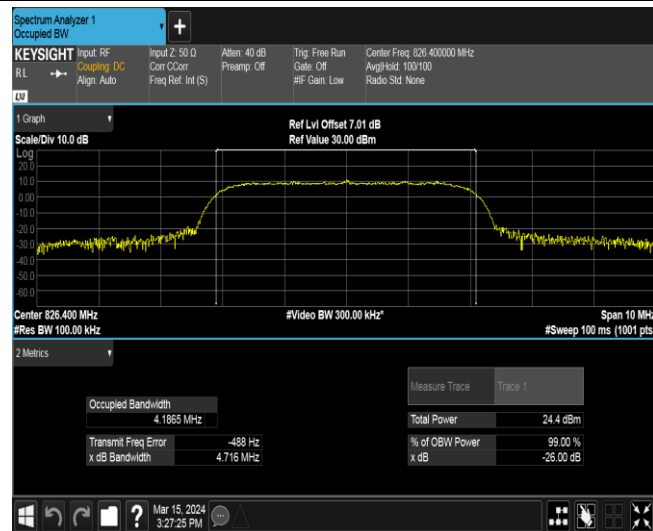 Spectrum Analyzer 1
Occupied BW
+
KEYSIGHT
RL
LXI
Input: RF
Coupling: DC
Align: Auto
Input Z: 50 Ω
Corr CCorr
Freq Ref: Int (S)
Atten: 40 dB
Preamp: Off
Trig: Free Run
Gate: Off
#IF Gain: Low
Center Freq: 826.400000 MHz
Avg|Hold: 100/100
Radio Std: None
1 Graph
Scale/Div 10.0 dB
Ref Lvl Offset 7.01 dB
Ref Value 30.00 dBm
Log
20.0
10.0
0.00
-10.0
-20.0
-30.0
-40.0
-50.0
-60.0
Center 826.400 MHz
#Res BW 100.00 kHz
#Video BW 300.00 kHz*
Span 10 MHz
#Sweep 100 ms (1001 pts
2 Metrics
Measure Trace Trace 1
Occupied Bandwidth
4.1865 MHz
Total Power 24.4 dBm
Transmit Freq Error -488 Hz
% of OBW Power 99.00 %
x dB Bandwidth 4.716 MHz
x dB -26.00 dB
?
Mar 15, 2024
3:27:25 PM